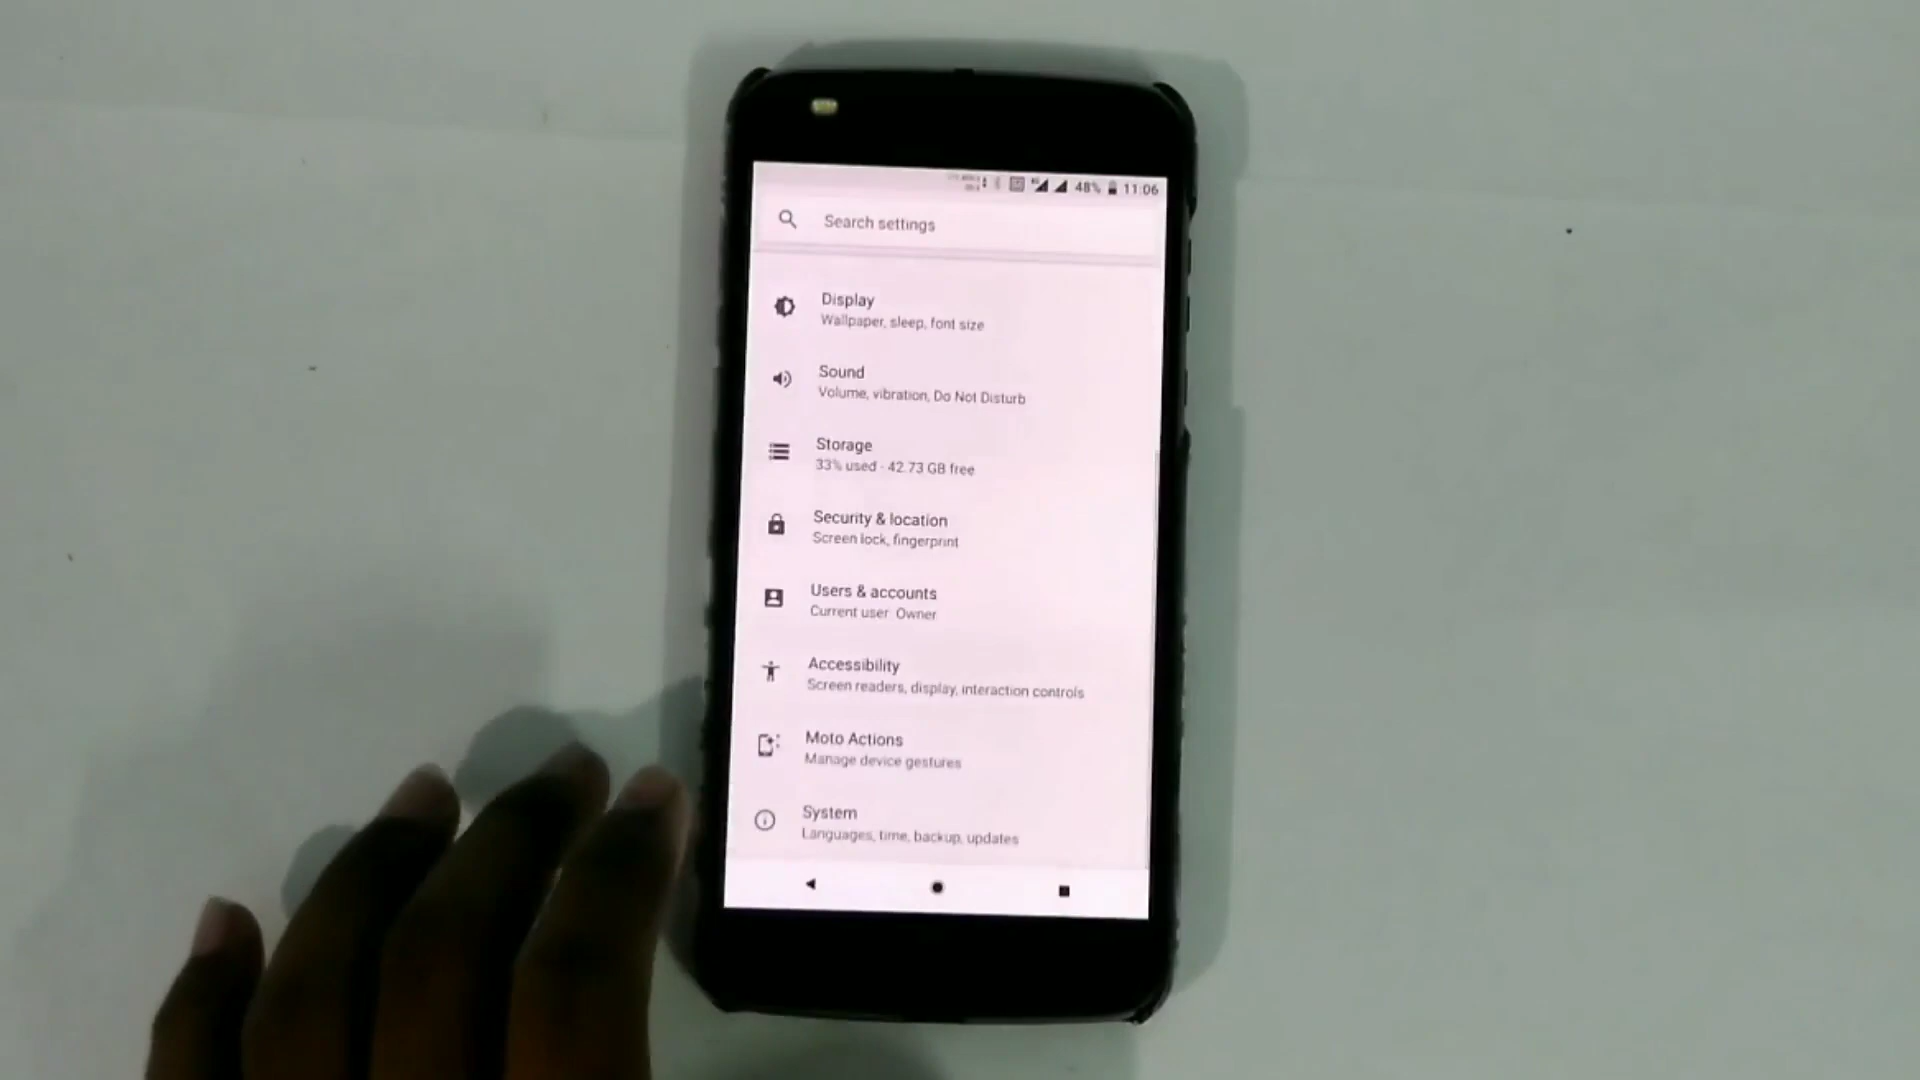 48% 11:06
Search settings
Display
Wallpaper, sleep, font size
Sound
Volume, vibration, Do Not Disturb
Storage
33% used - 42.73 GB free
Security & location
Screen lock, fingerprint
Users & accounts
Current user: Owner
Accessibility
Screen readers, display, interaction controls
Moto Actions
Manage device gestures
System
Languages, time, backup, updates